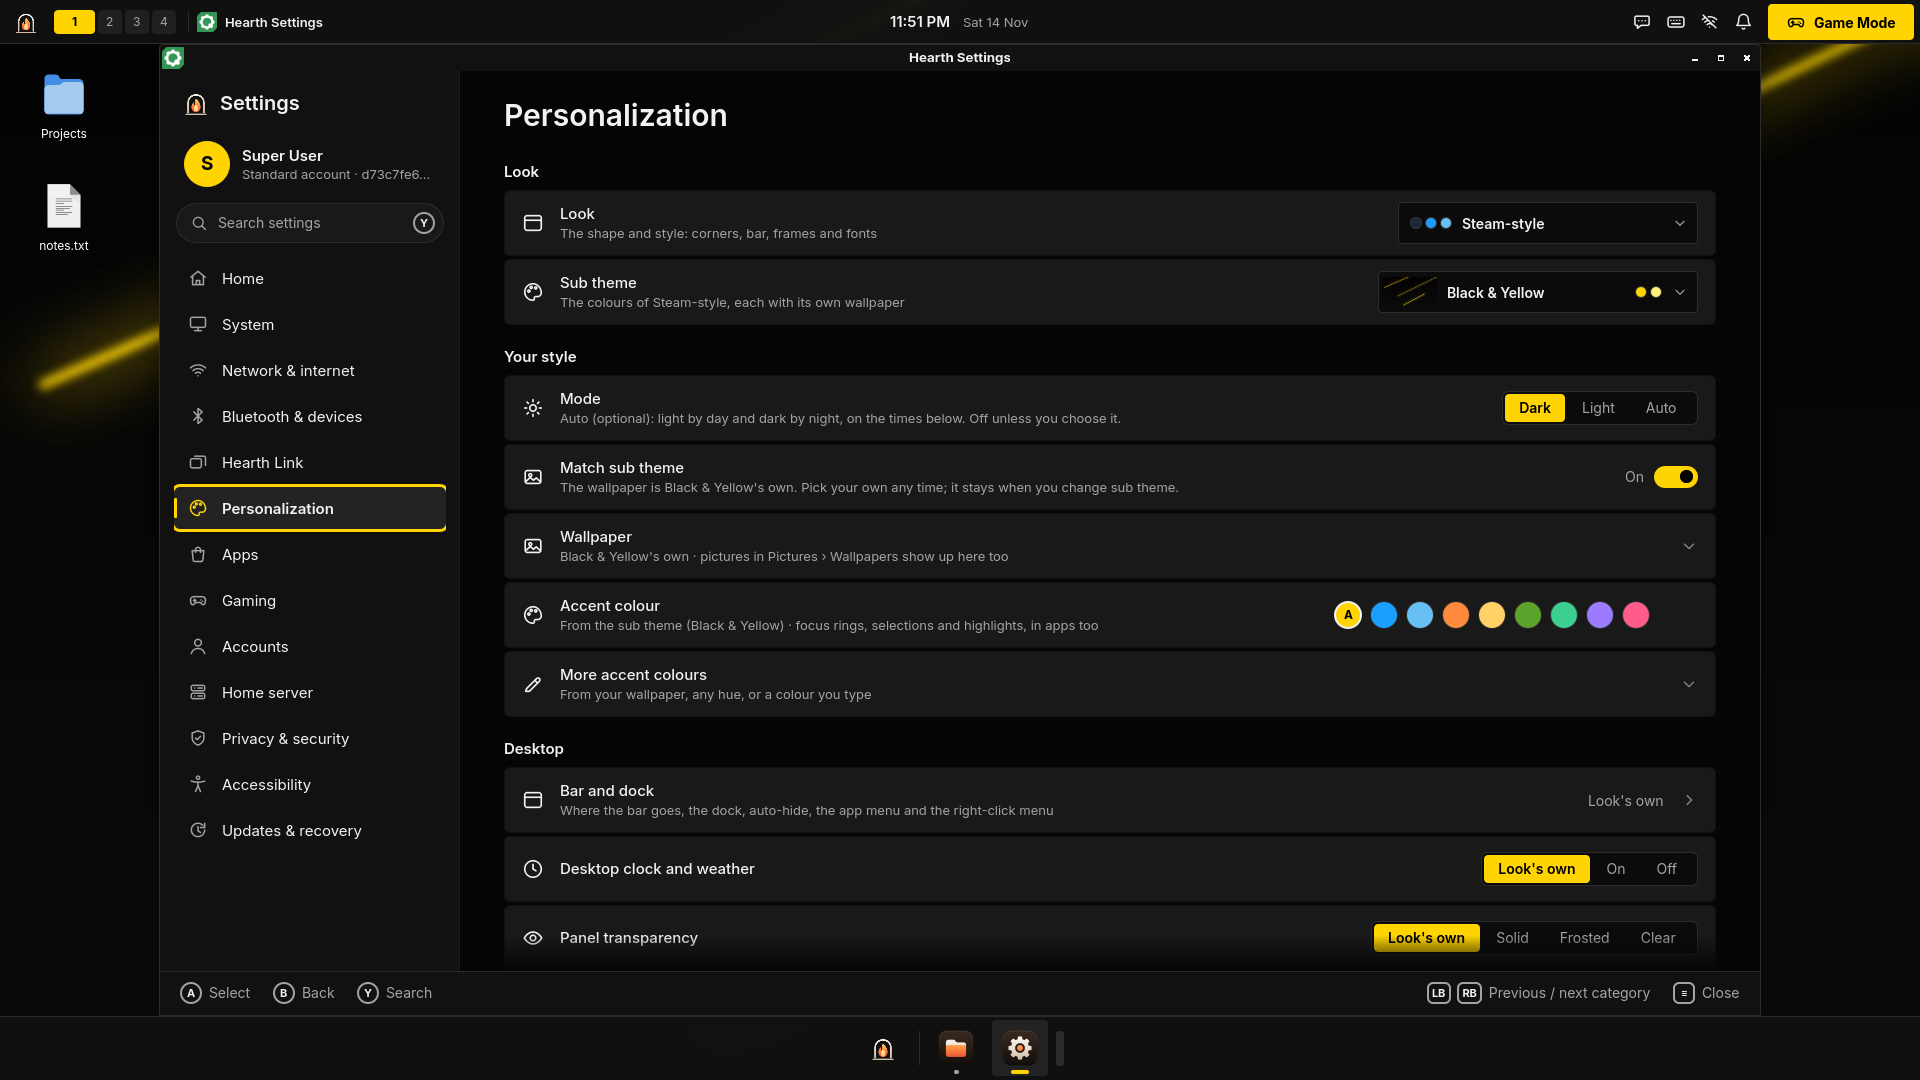 1
2
3
4
Hearth Settings
11:51 PM
Sat 14 Nov
Game Mode
Hearth Settings
Projects
notes.txt
Settings
S
Super User
Standard account · d73c7fe6...
Search settings
Y
Home
System
Network & internet
Bluetooth & devices
Hearth Link
Personalization
Apps
Gaming
Accounts
Home server
Privacy & security
Accessibility
Updates & recovery
Personalization
Look
Look
The shape and style: corners, bar, frames and fonts
Steam-style
Sub theme
The colours of Steam-style, each with its own wallpaper
Black & Yellow
Your style
Mode
Auto (optional): light by day and dark by night, on the times below. Off unless you choose it.
Dark
Light
Auto
Match sub theme
The wallpaper is Black & Yellow's own. Pick your own any time; it stays when you change sub theme.
On
Wallpaper
Black & Yellow's own · pictures in Pictures › Wallpapers show up here too
Accent colour
From the sub theme (Black & Yellow) · focus rings, selections and highlights, in apps too
A
More accent colours
From your wallpaper, any hue, or a colour you type
Desktop
Bar and dock
Where the bar goes, the dock, auto-hide, the app menu and the right-click menu
Look's own
Desktop clock and weather
Look's own
On
Off
Panel transparency
Look's own
Solid
Frosted
Clear
A Select
B Back
Y Search
LB RB Previous / next category
Close